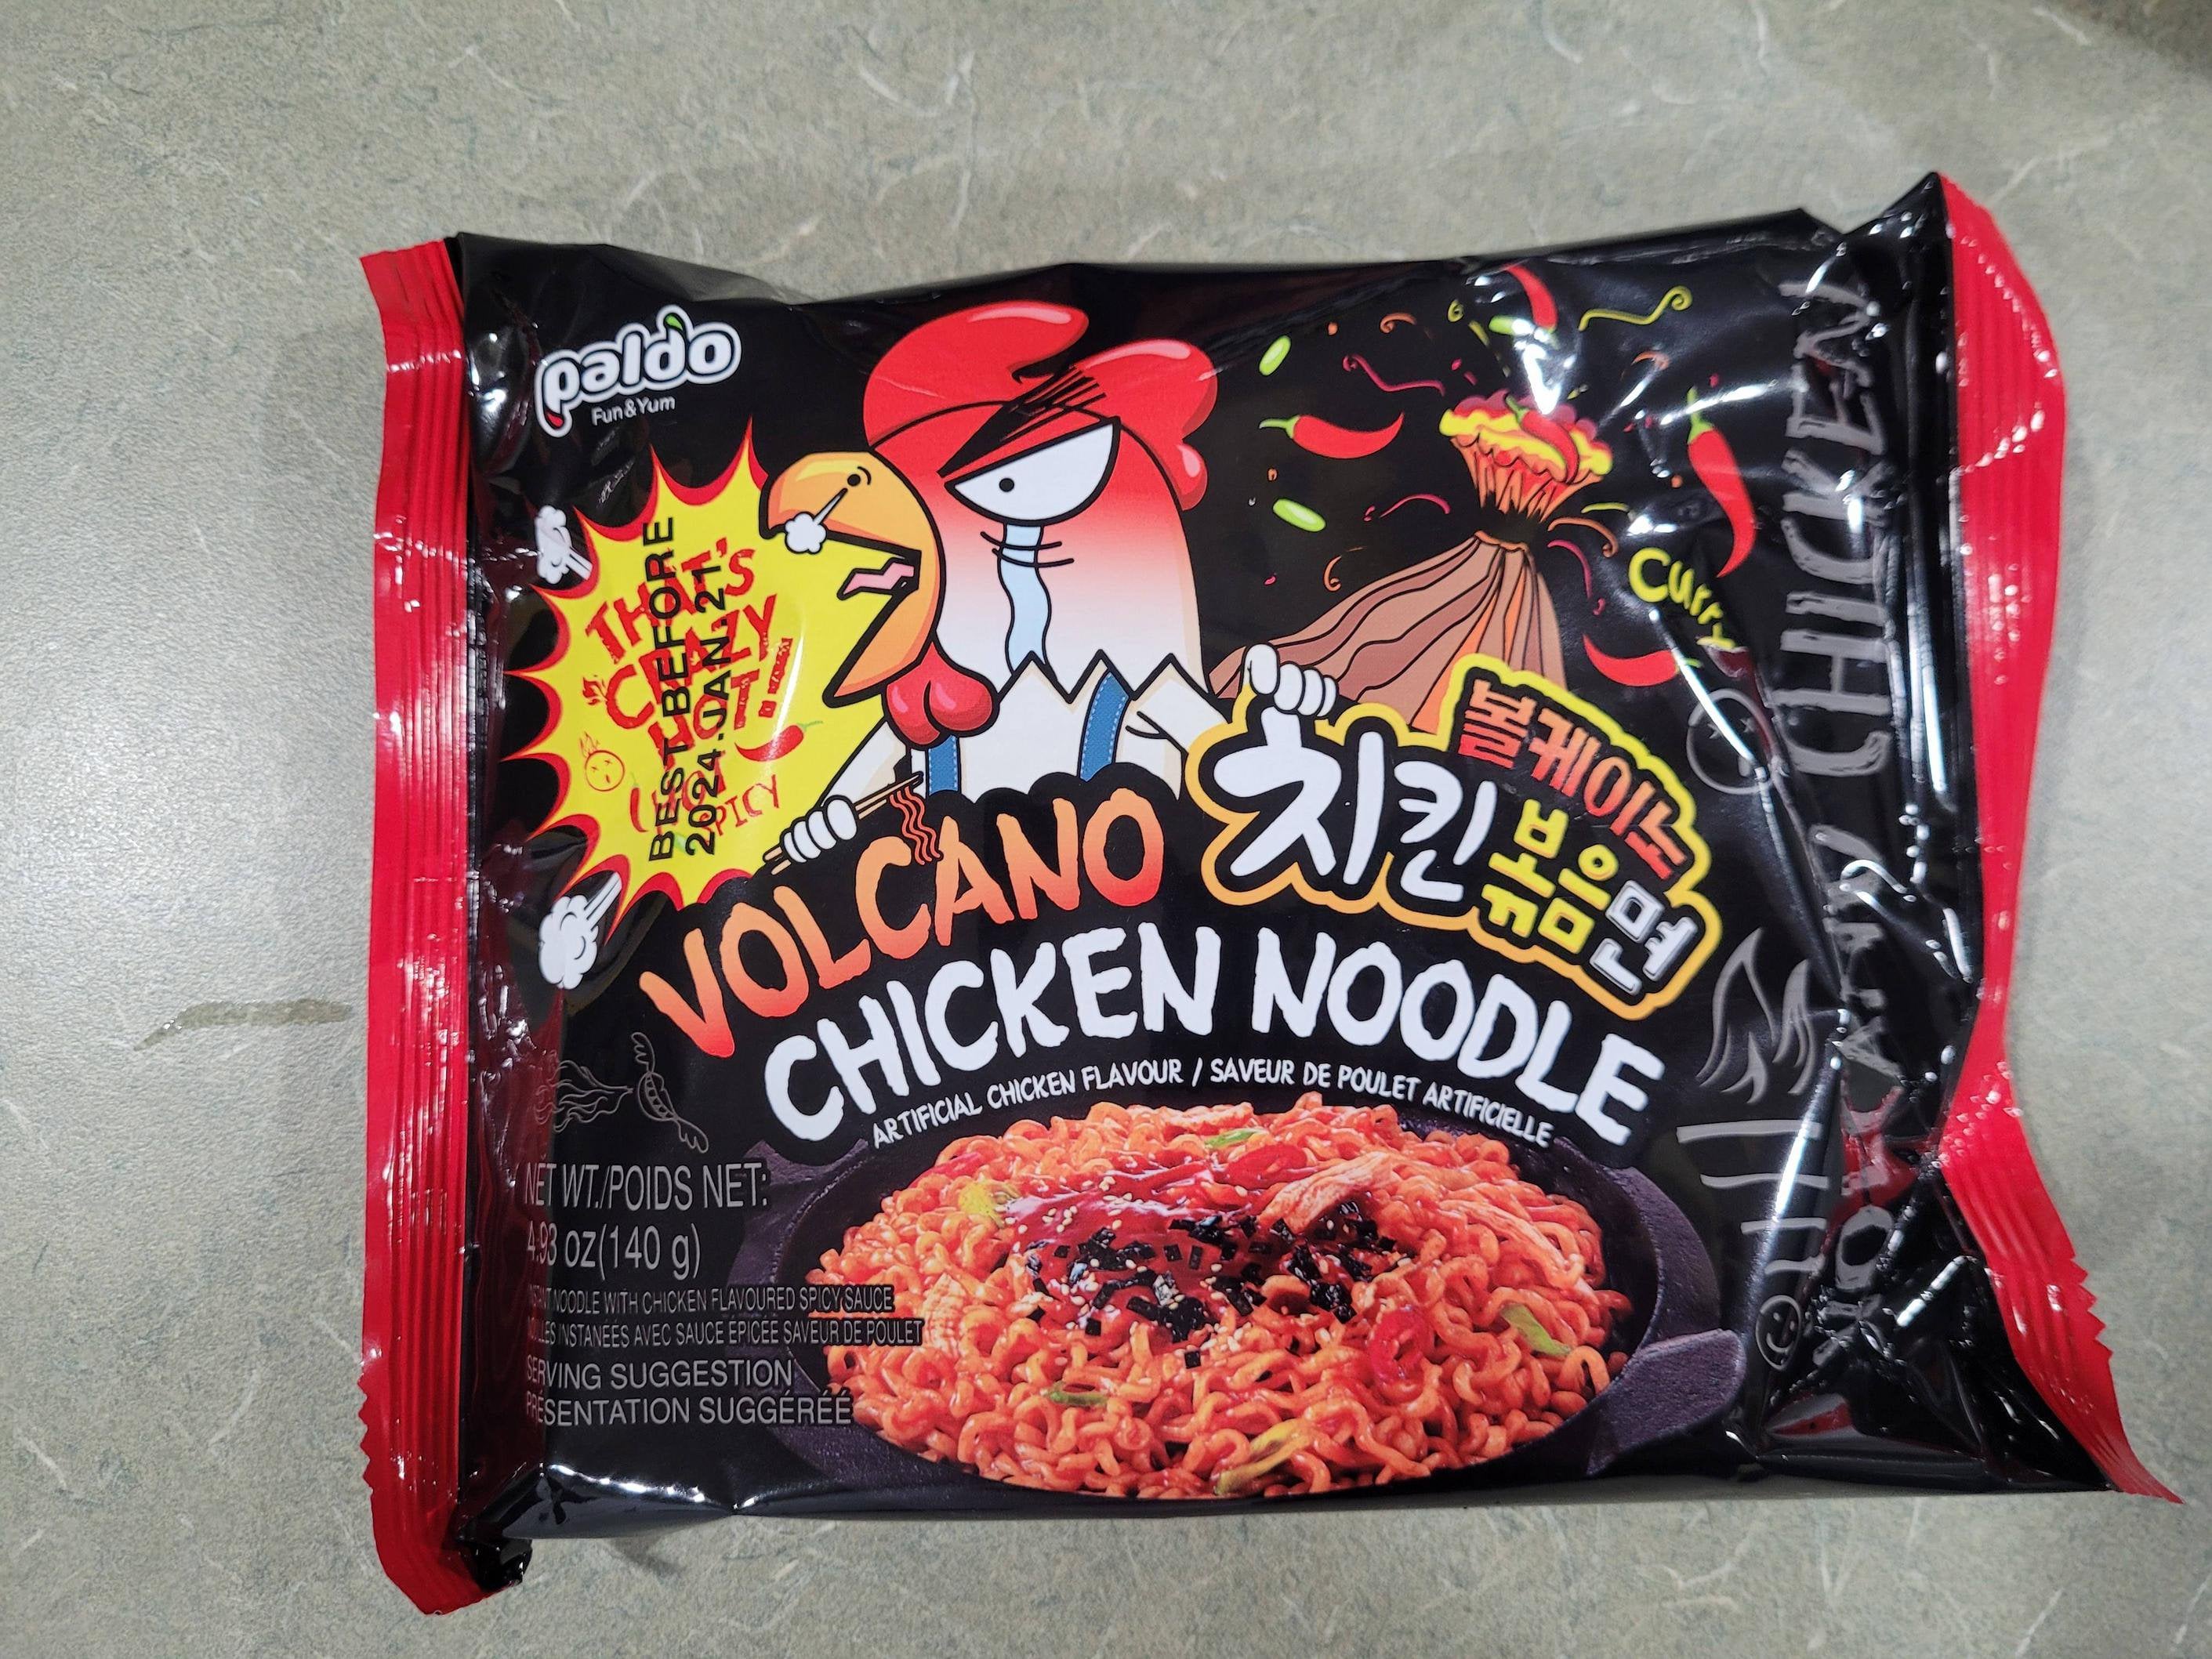 paldo
Fun&Yum
THAT'S
CRAZY
HOT!
SPICY
BEST BEFORE
2024.JAN.21
Curry
볼케이노
치킨
볶음면
VOLCANO
CHICKEN NOODLE
ARTIFICIAL CHICKEN FLAVOUR / SAVEUR DE POULET ARTIFICIELLE
NET WT./POIDS NET:
4.93 oz(140 g)
NOODLE WITH CHICKEN FLAVOURED SPICY SAUCE
INSTANÉES AVEC SAUCE ÉPICÉE SAVEUR DE POULET
SERVING SUGGESTION
PRÉSENTATION SUGGÉRÉE
CHICKEN